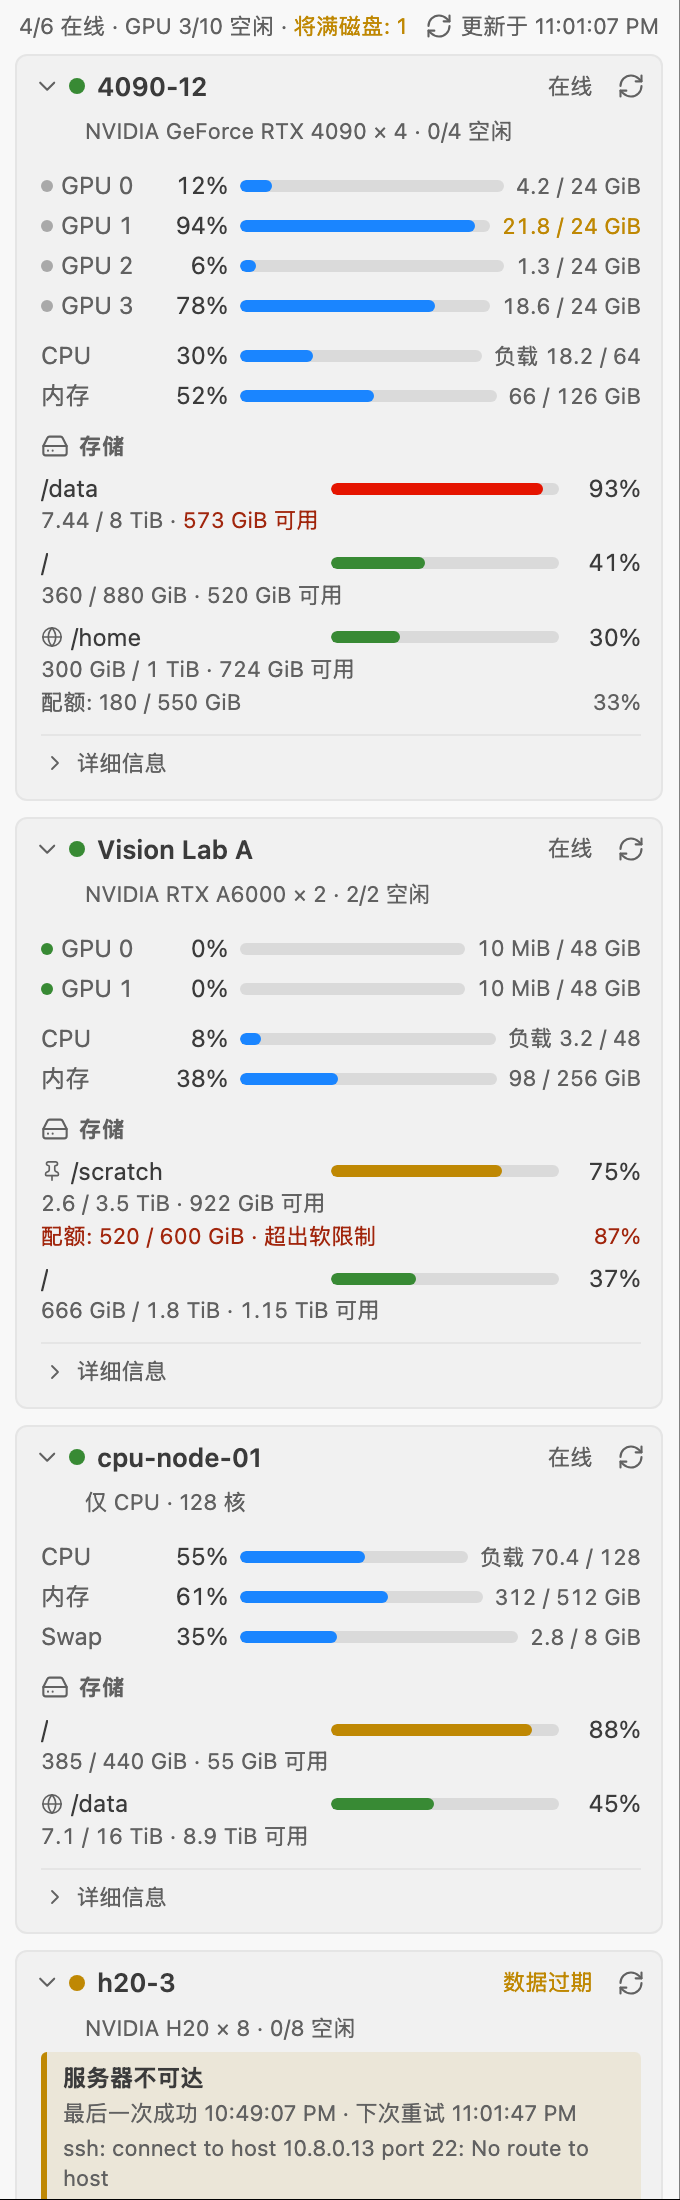 4/6 在线 · GPU 3/10 空闲 · 将满磁盘: 1 更新于 11:01:07 PM
4090-12 在线
NVIDIA GeForce RTX 4090 × 4 · 0/4 空闲
GPU 0 12% 4.2 / 24 GiB
GPU 1 94% 21.8 / 24 GiB
GPU 2 6% 1.3 / 24 GiB
GPU 3 78% 18.6 / 24 GiB
CPU 30% 负载 18.2 / 64
内存 52% 66 / 126 GiB
存储
/data 93%
7.44 / 8 TiB · 573 GiB 可用
/ 41%
360 / 880 GiB · 520 GiB 可用
/home 30%
300 GiB / 1 TiB · 724 GiB 可用
配额: 180 / 550 GiB 33%
详细信息
Vision Lab A 在线
NVIDIA RTX A6000 × 2 · 2/2 空闲
GPU 0 0% 10 MiB / 48 GiB
GPU 1 0% 10 MiB / 48 GiB
CPU 8% 负载 3.2 / 48
内存 38% 98 / 256 GiB
存储
/scratch 75%
2.6 / 3.5 TiB · 922 GiB 可用
配额: 520 / 600 GiB · 超出软限制 87%
/ 37%
666 GiB / 1.8 TiB · 1.15 TiB 可用
详细信息
cpu-node-01 在线
仅 CPU · 128 核
CPU 55% 负载 70.4 / 128
内存 61% 312 / 512 GiB
Swap 35% 2.8 / 8 GiB
存储
/ 88%
385 / 440 GiB · 55 GiB 可用
/data 45%
7.1 / 16 TiB · 8.9 TiB 可用
详细信息
h20-3 数据过期
NVIDIA H20 × 8 · 0/8 空闲
服务器不可达
最后一次成功 10:49:07 PM · 下次重试 11:01:47 PM
ssh: connect to host 10.8.0.13 port 22: No route to
host